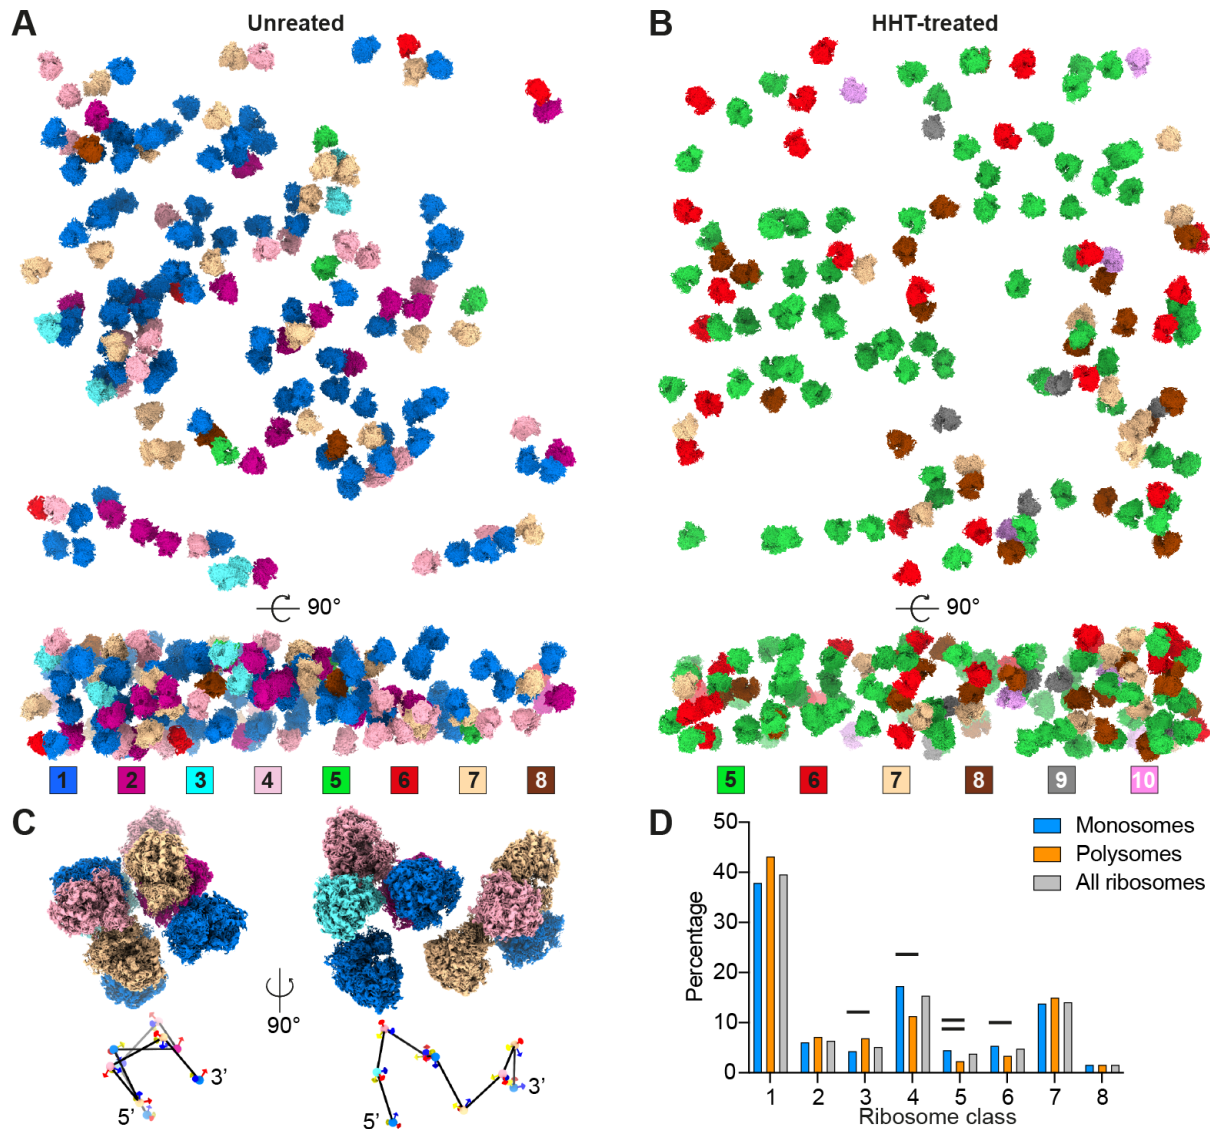 A
Unreated
B
HHT-treated
90°
90°
1 2 3 4 5 6 7 8
5 6 7 8 9 10
C
90°
5’
3’
5’
3’
D
Monosomes
Polysomes
All ribosomes
Percentage
50
40
30
20
10
0
1 2 3 4 5 6 7 8
Ribosome class